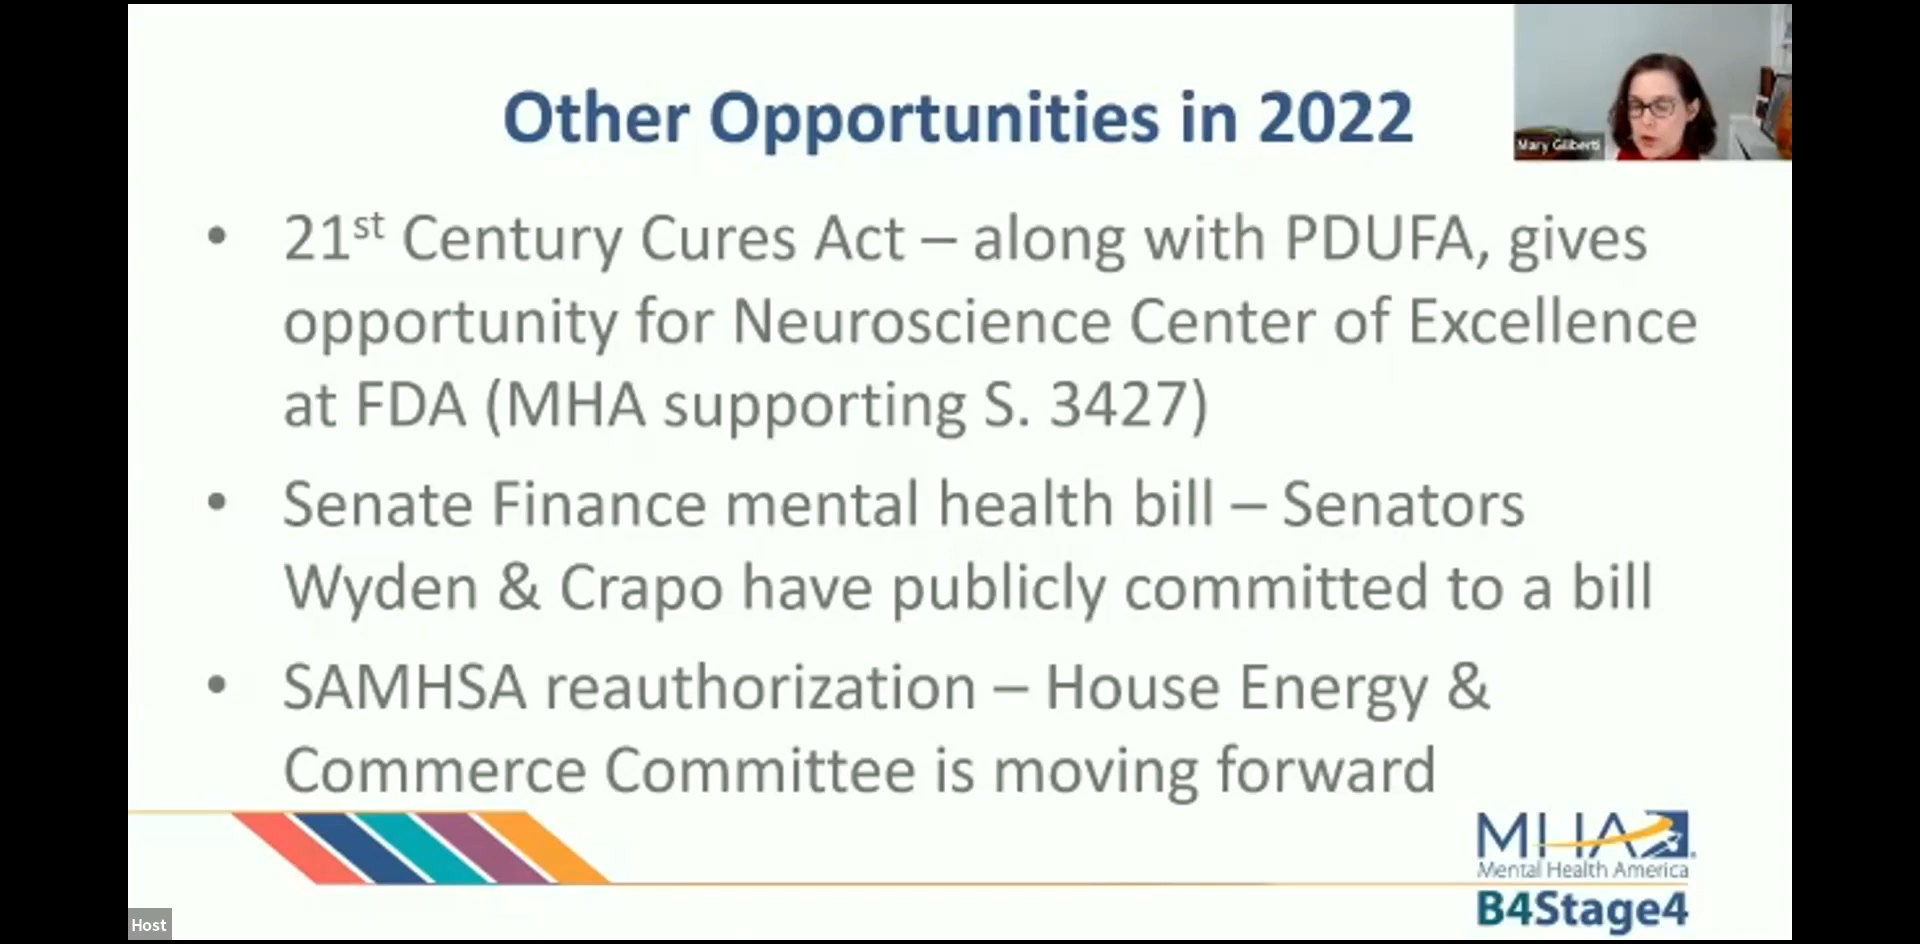 Other Opportunities in 2022
Mary Giliberti
• 21st Century Cures Act – along with PDUFA, gives
opportunity for Neuroscience Center of Excellence
at FDA (MHA supporting S. 3427)
• Senate Finance mental health bill – Senators
Wyden & Crapo have publicly committed to a bill
• SAMHSA reauthorization – House Energy &
Commerce Committee is moving forward
MHA
Mental Health America
B4Stage4
Host